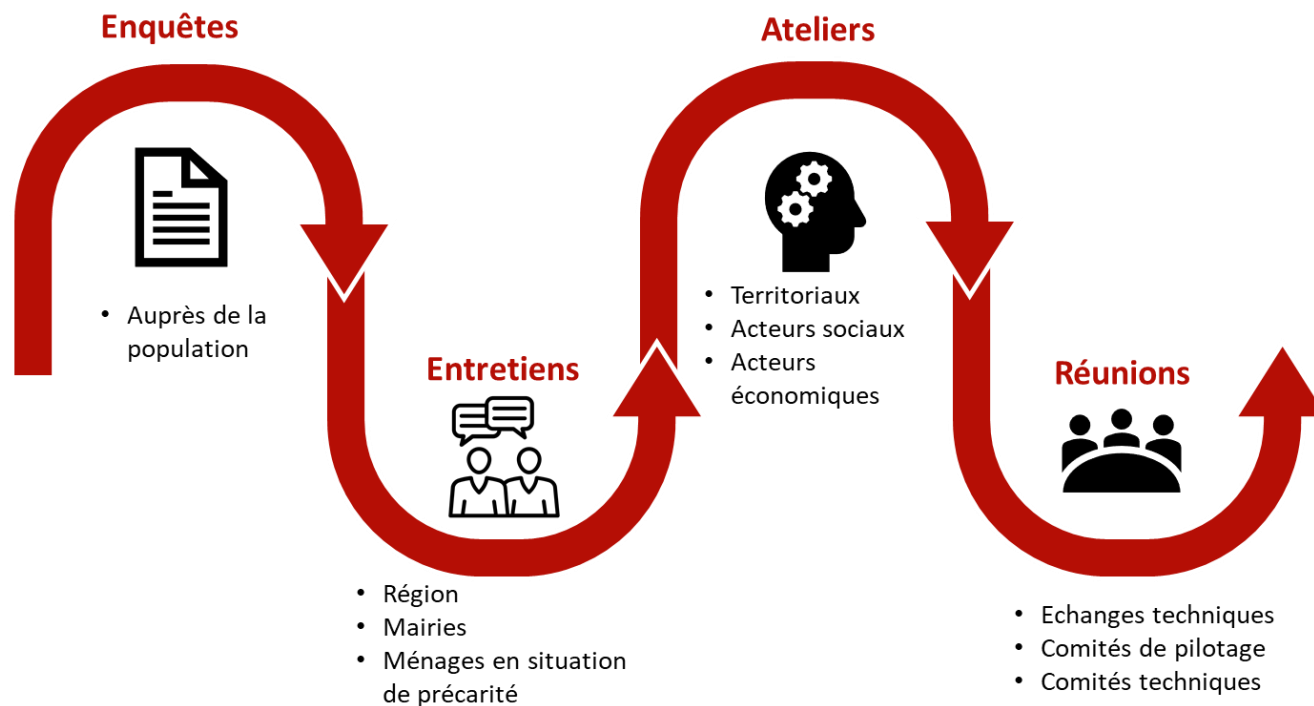 Enquêtes
• Auprès de la
population
Entretiens
• Région
• Mairies
• Ménages en situation
de précarité
Ateliers
• Territoriaux
• Acteurs sociaux
• Acteurs
économiques
Réunions
• Echanges techniques
• Comités de pilotage
• Comités techniques